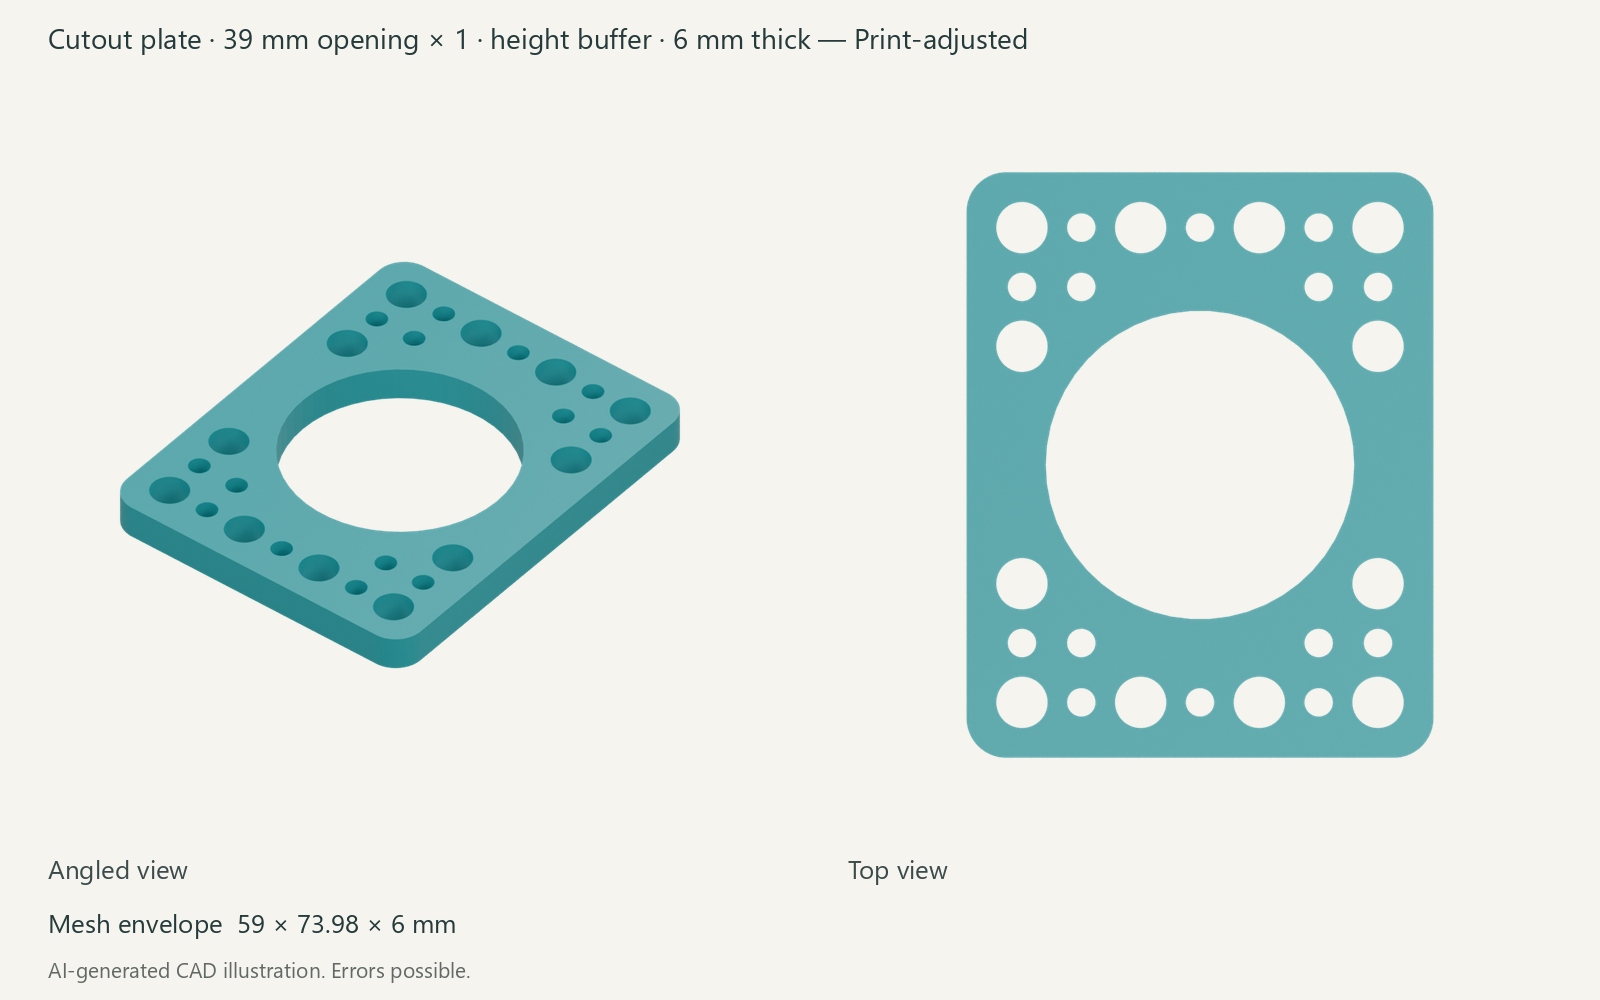 Cutout plate · 39 mm opening × 1 · height buffer · 6 mm thick — Print-adjusted
Angled view
Top view
Mesh envelope 59 × 73.98 × 6 mm
AI-generated CAD illustration. Errors possible.